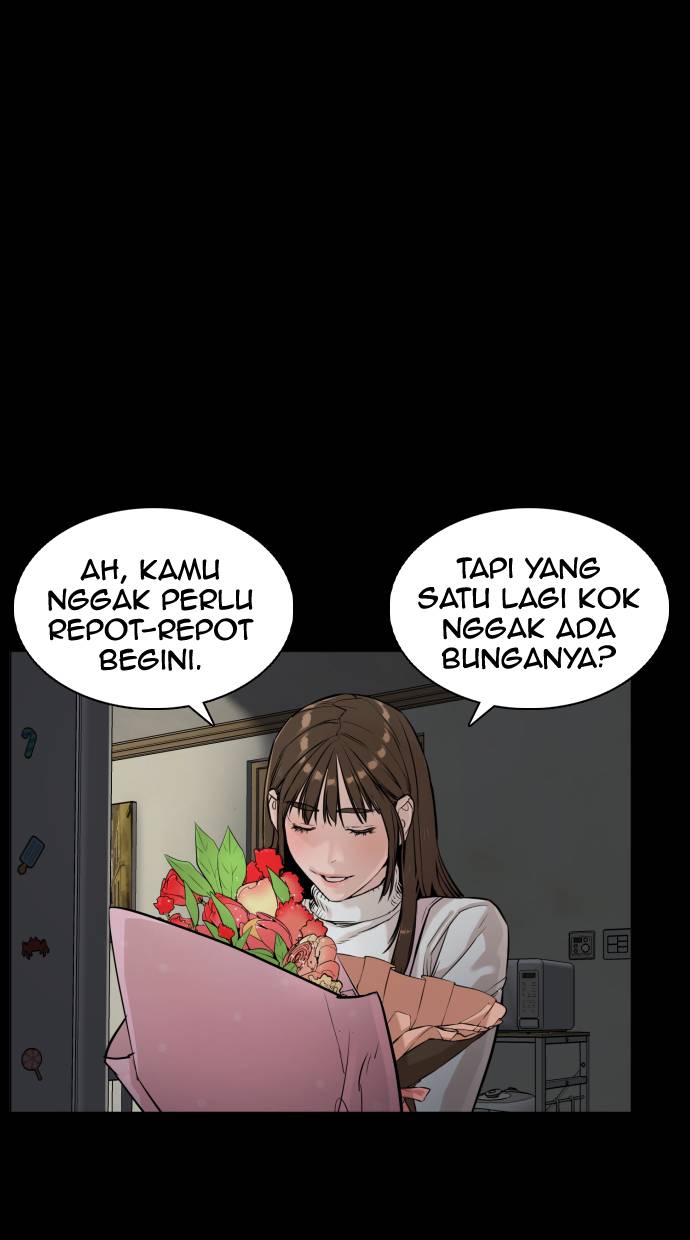 AH, KAMU
NGGAK PERLU
REPOT-REPOT
BEGINI.
TAPI YANG
SATU LAGI KOK
NGGAK ADA
BUNGANYA?